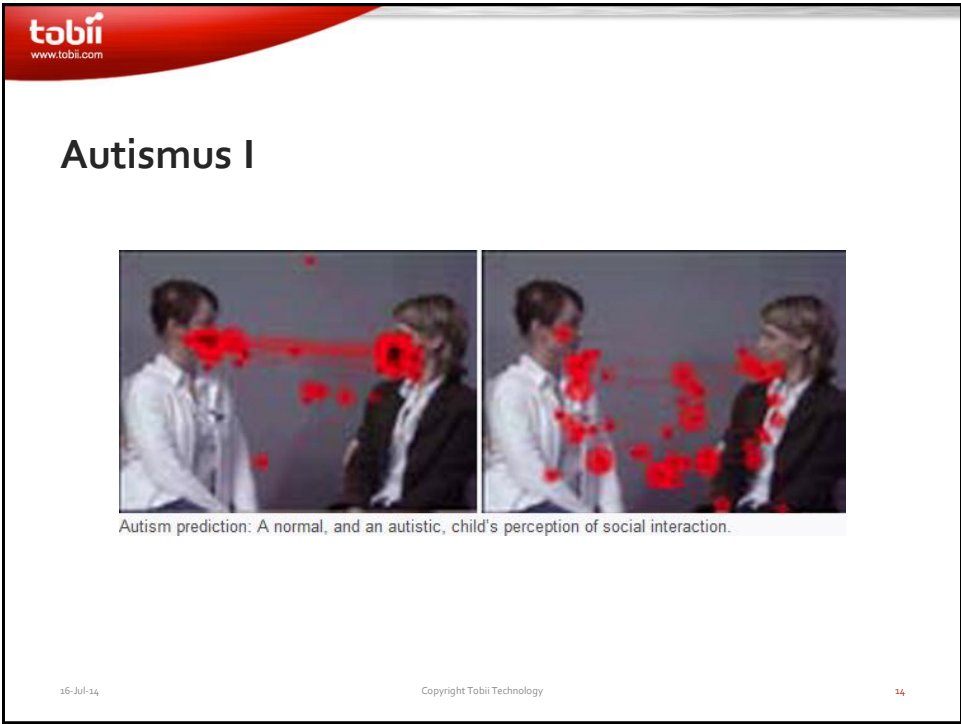 tobii
www.tobii.com
Autismus I
Autism prediction: A normal, and an autistic, child's perception of social interaction.
16-Jul-14
Copyright Tobii Technology
14